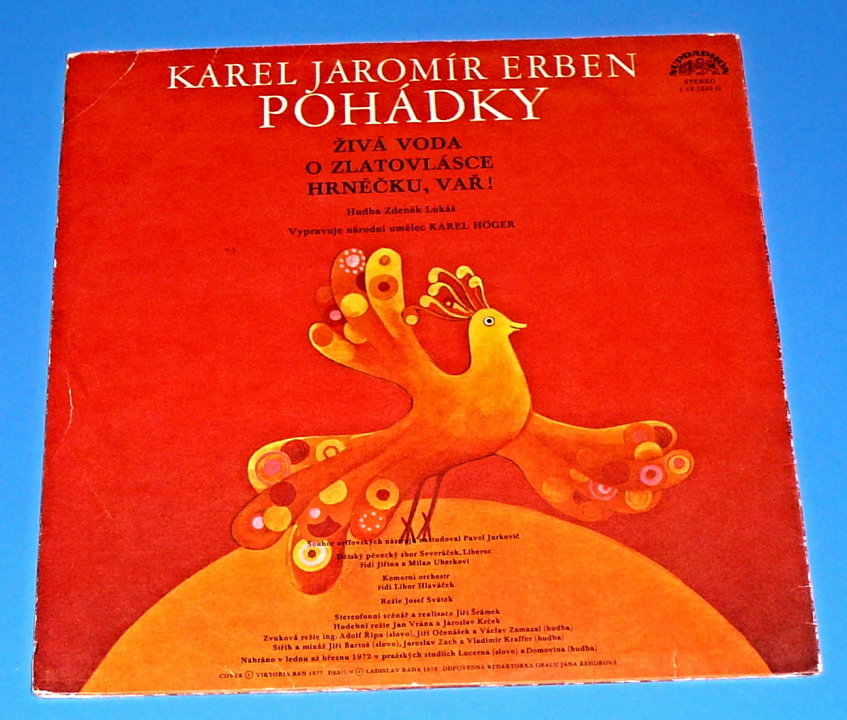 KAREL JAROMÍR ERBEN
POHÁDKY
SUPRAPHON
STEREO
ŽIVÁ VODA
O ZLATOVLÁSCE
HRNÉČKU, VAŘ!
Hudba Zdeněk Lukáš
Vypravuje národní umělec KAREL HÖGER
Soubor orffovských nástrojů nastudoval Pavel Jurkovič
Dětský pěvecký sbor Severáček, Liberec
řídí Jiřina a Milan Uherkovi
Komorní orchestr
řídí Libor Hlaváček
Režie Josef Svátek
Stereofonní scénář a realizace Jiří Šrámek
Hudební režie Jan Vrána a Jaroslav Krček
Zvuková režie ing. Adolf Řípa (slovo), Jiří Očenášek a Václav Zamazal (hudba)
Střih a mixáž Jiří Bartoš (slovo), Jaroslav Zach a Vladimír Kraffer (hudba)
Nahráno v lednu až březnu 1972 v pražských studiích Lucerna (slovo) a Domovina (hudba)
COVER VIKTORIA BAN 1977 DESIGN LADISLAV RADA 1978 ODPOVĚDNÁ REDAKTORKA OBALU JANA ŘEHOŘOVÁ